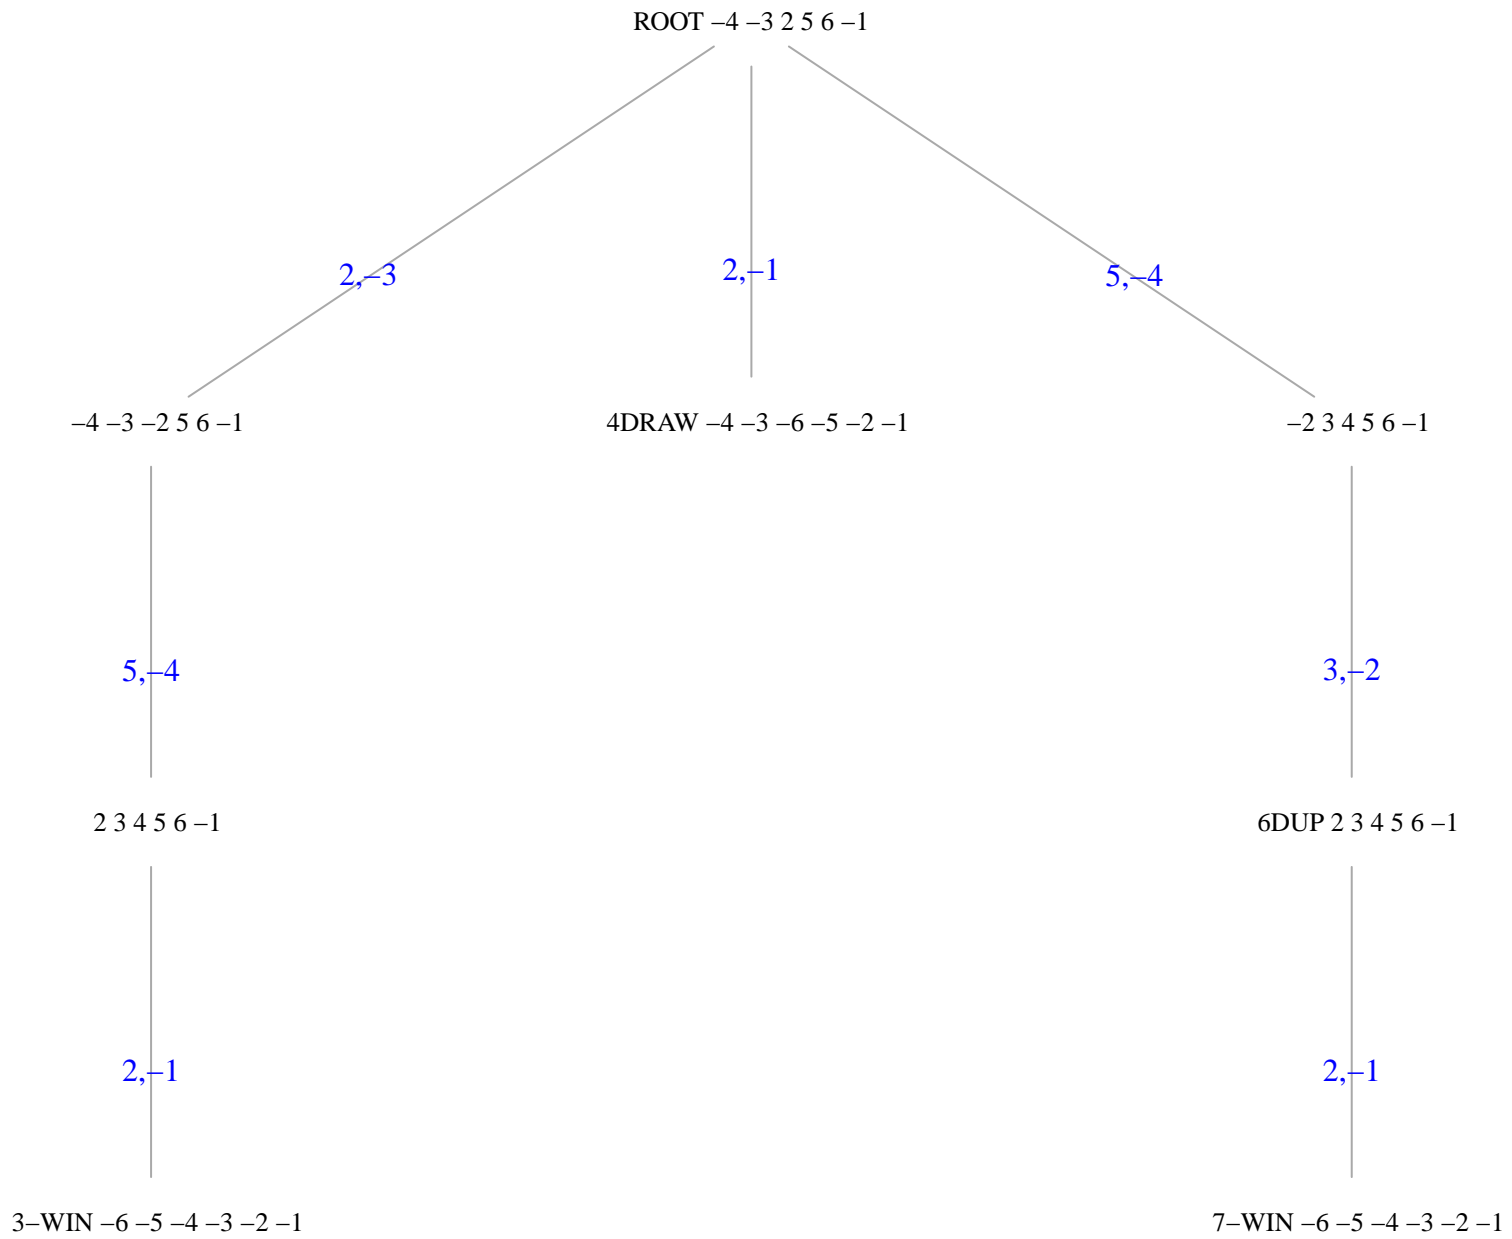 ROOT –4 –3 2 5 6 –1
2,–3
2,–1
5,–4
–4 –3 –2 5 6 –1
4DRAW –4 –3 –6 –5 –2 –1
–2 3 4 5 6 –1
5,–4
3,–2
2 3 4 5 6 –1
6DUP 2 3 4 5 6 –1
2,–1
2,–1
3–WIN –6 –5 –4 –3 –2 –1
7–WIN –6 –5 –4 –3 –2 –1